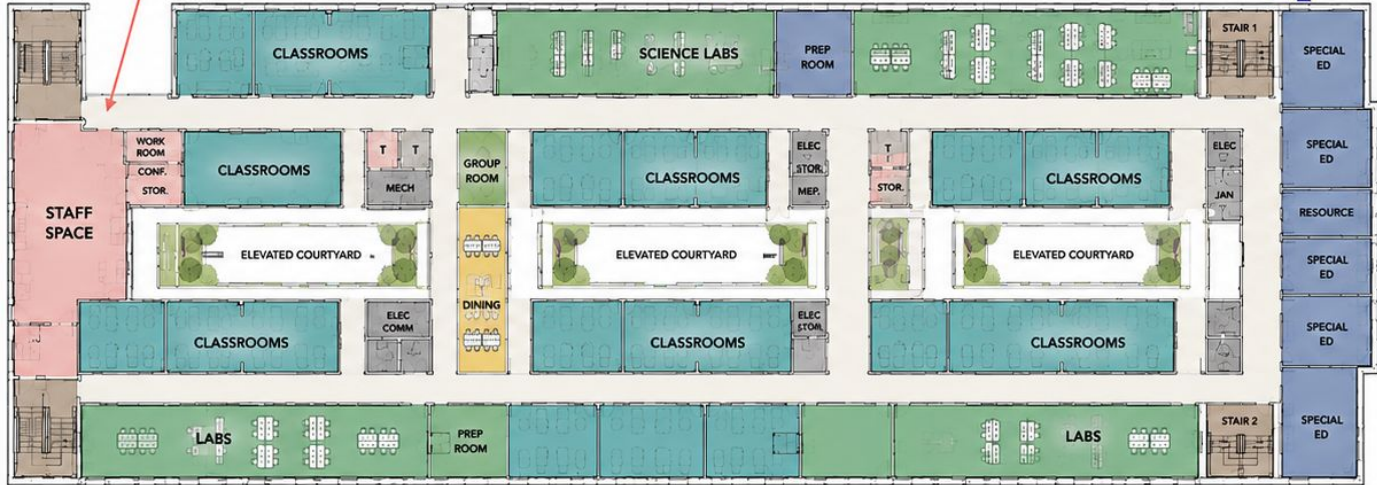 CLASSROOMS
SCIENCE LABS
PREP
ROOM
STAIR 1
SPECIAL
ED
WORK
ROOM
CONF.
STOR.
CLASSROOMS
T
T
MECH
GROUP
ROOM
CLASSROOMS
ELEC
STOR.
MEP.
T
STOR.
CLASSROOMS
ELEC
JAN
SPECIAL
ED
STAFF
SPACE
RESOURCE
ELEVATED COURTYARD
ELEVATED COURTYARD
ELEVATED COURTYARD
SPECIAL
ED
DINING
CLASSROOMS
ELEC
COMM
CLASSROOMS
ELEC
CLASSROOMS
SPECIAL
ED
LABS
PREP
ROOM
LABS
STAIR 2
SPECIAL
ED